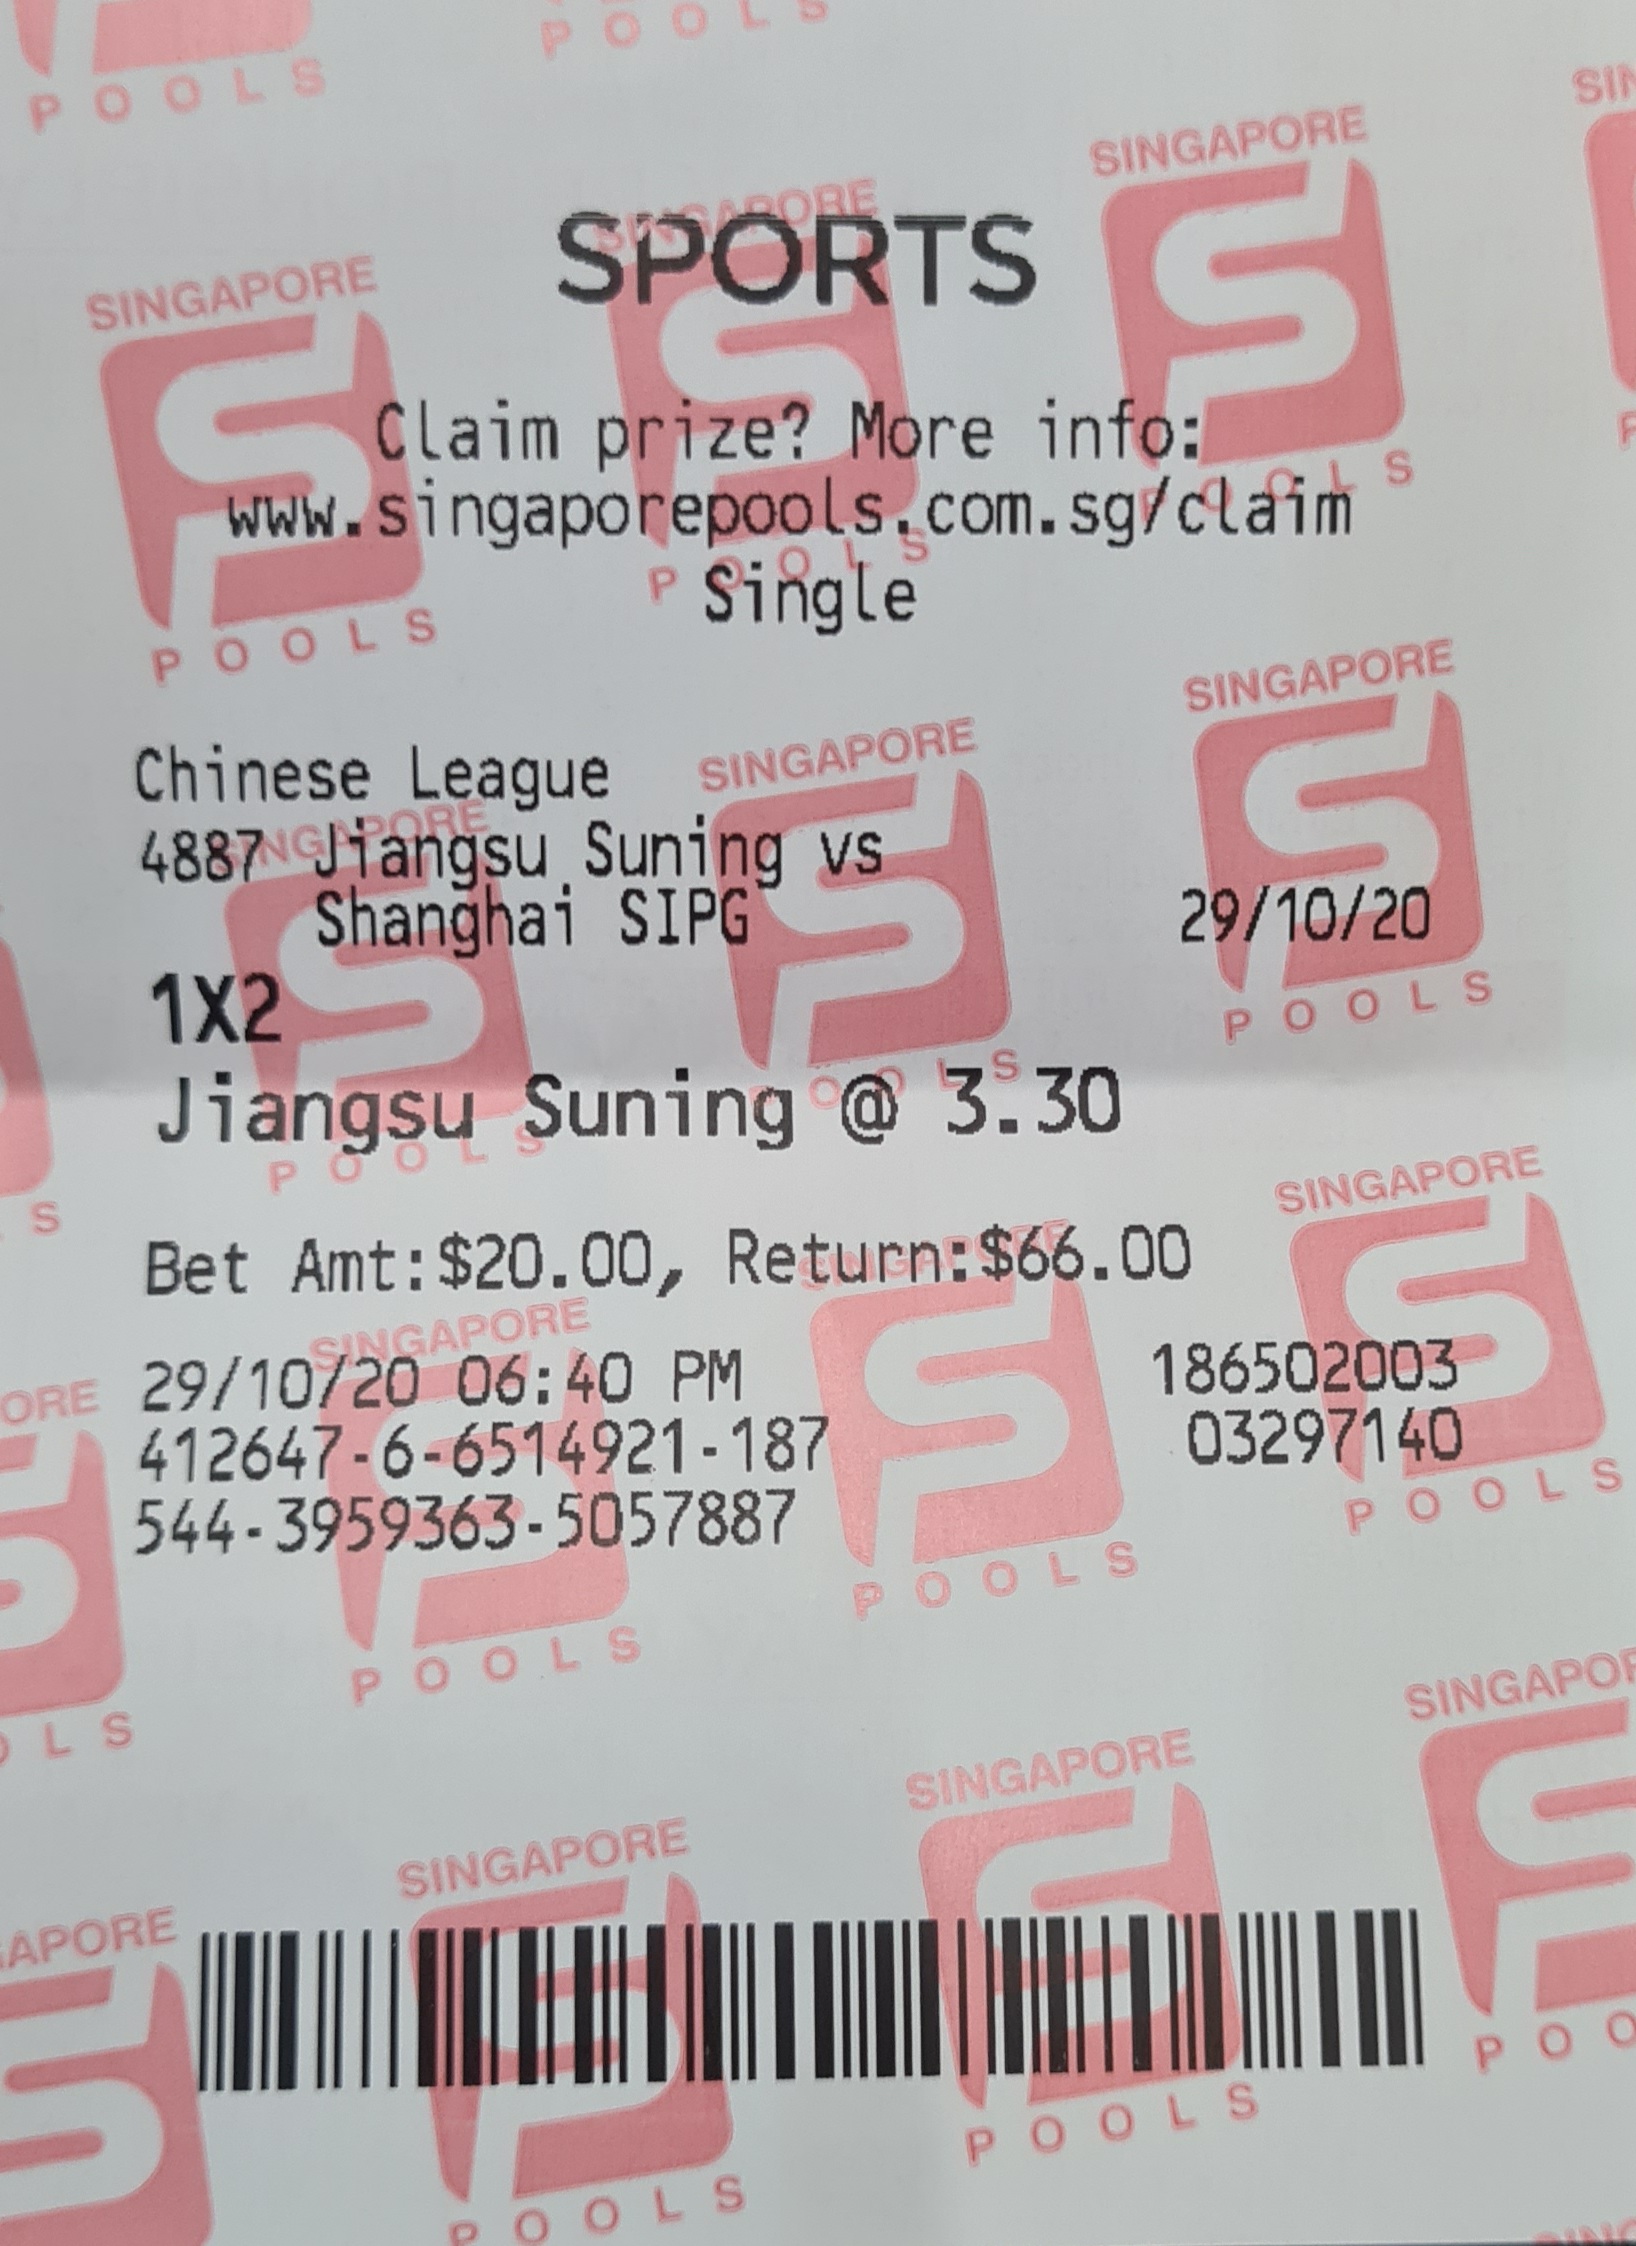 SPORTS
Claim prize? More info:
www.singaporepools.com.sg/claim
Single
Chinese League
4887 Jiangsu Suning vs
Shanghai SIPG 29/10/20
1X2
Jiangsu Suning @ 3.30
Bet Amt:$20.00, Return:$66.00
29/10/20 06:40 PM 186502003
412647-6-6514921-187 03297140
544-3959363-5057887
SINGAPORE
POOLS